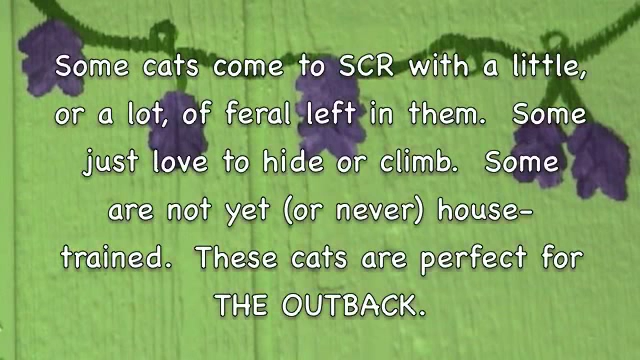 Some cats come to SCR with a little,
or a lot, of feral left in them.  Some
just love to hide or climb.  Some
are not yet (or never) house-
trained.  These cats are perfect for
THE OUTBACK.